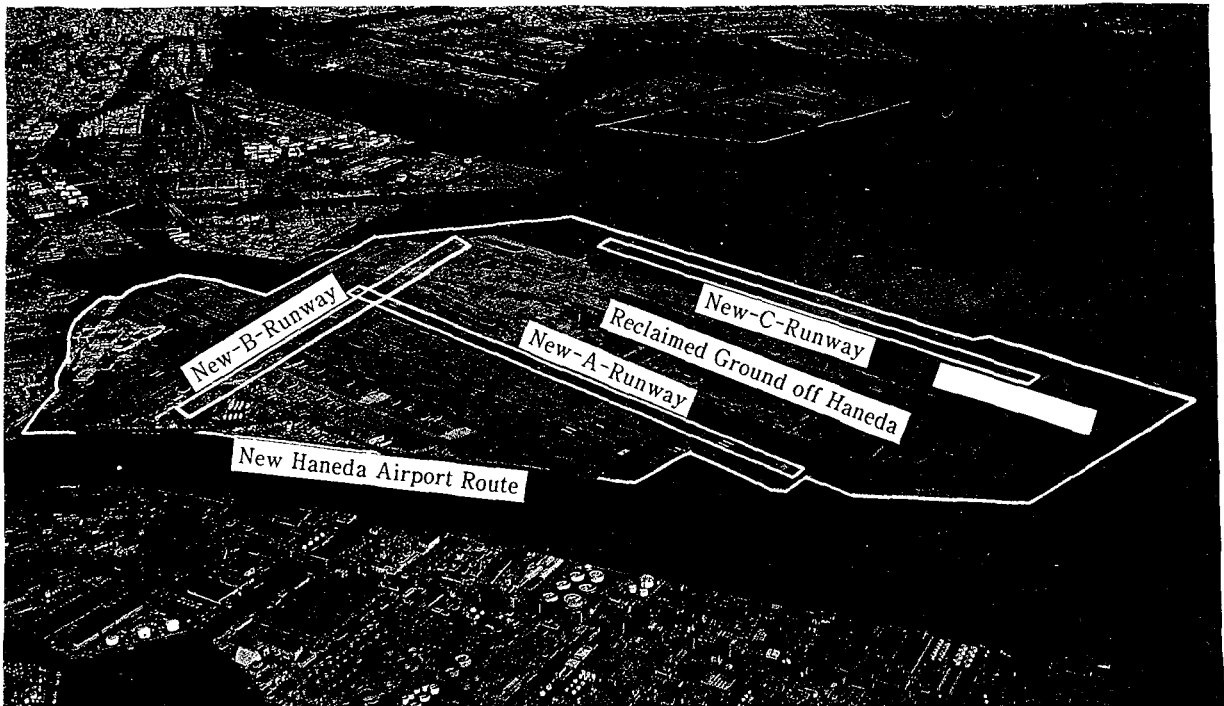 New-B-Runway
New-C-Runway
New-A-Runway
Reclaimed Ground off Haneda
New Haneda Airport Route